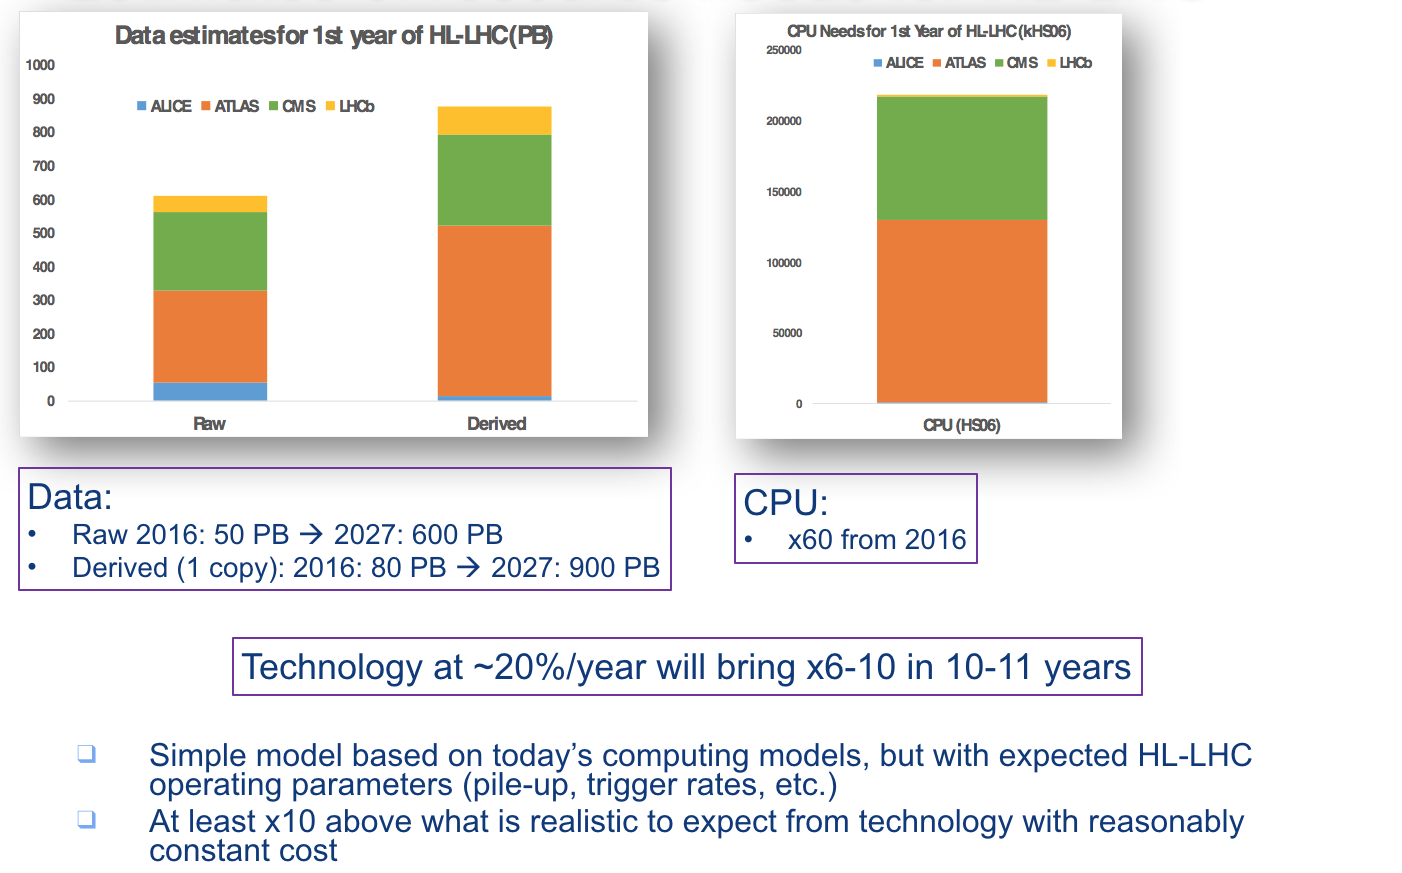 Data estimates for 1st year of HL-LHC (PB)
1000
900
800
700
600
500
400
300
200
100
0
ALICE ATLAS CMS LHCb
Raw Derived
CPU Needs for 1st Year of HL-LHC (kHS06)
250000
200000
150000
100000
50000
0
ALICE ATLAS CMS LHCb
CPU (HS06)
Data:
• Raw 2016: 50 PB → 2027: 600 PB
• Derived (1 copy): 2016: 80 PB → 2027: 900 PB
CPU:
• x60 from 2016
Technology at ~20%/year will bring x6-10 in 10-11 years
❑ Simple model based on today’s computing models, but with expected HL-LHC
operating parameters (pile-up, trigger rates, etc.)
❑ At least x10 above what is realistic to expect from technology with reasonably
constant cost